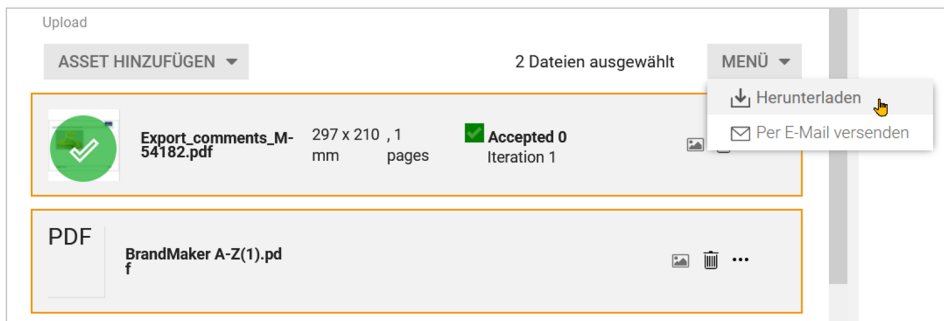 Upload
ASSET HINZUFÜGEN
2 Dateien ausgewählt
MENÜ
Herunterladen
Per E-Mail versenden
Export_comments_M-
54182.pdf
297 x 210 , 1
mm pages
Accepted 0
Iteration 1
PDF
BrandMaker A-Z(1).pd
f